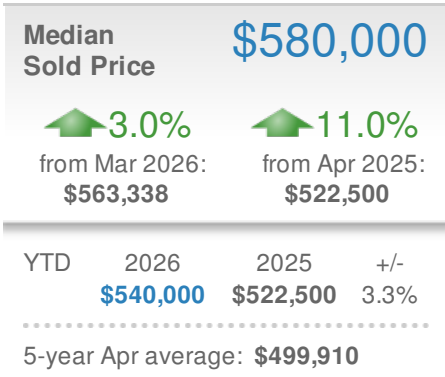 Median $580,000
Sold Price
3.0% 11.0%
from Mar 2026: from Apr 2025:
$563,338 $522,500
YTD 2026 2025 +/-
$540,000 $522,500 3.3%
5-year Apr average: $499,910